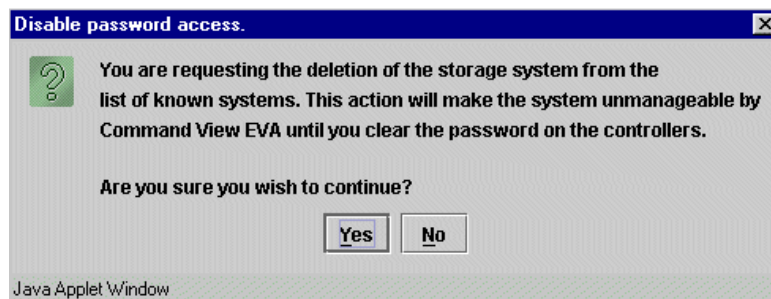 Disable password access.
You are requesting the deletion of the storage system from the
list of known systems. This action will make the system unmanageable by
Command View EVA until you clear the password on the controllers.
Are you sure you wish to continue?
Yes No
Java Applet Window